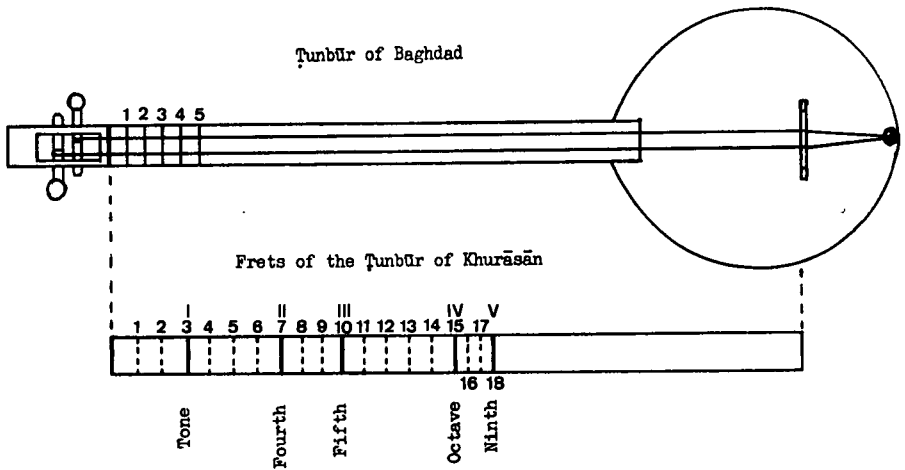 Ṭunbūr of Baghdad
1 2 3 4 5
Frets of the Ṭunbūr of Khurāsān
I II III IV V
1 2 3 4 5 6 7 8 9 10 11 12 13 14 15 17
16 18
Tone
Fourth
Fifth
Octave
Ninth